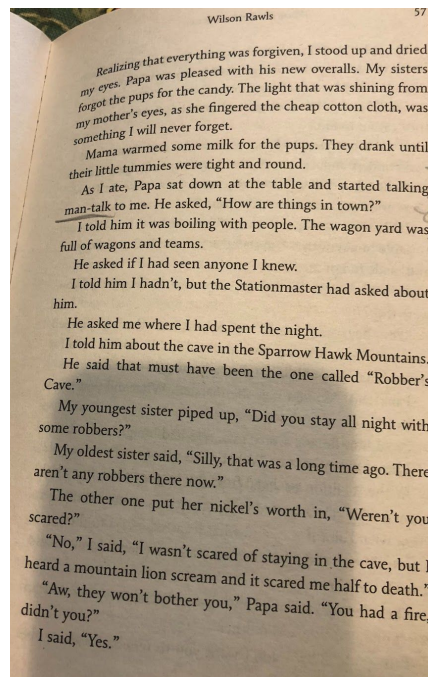 Wilson Rawls
57
Realizing that everything was forgiven, I stood up and dried
my eyes. Papa was pleased with his new overalls. My sisters
forgot the pups for the candy. The light that was shining from
my mother's eyes, as she fingered the cheap cotton cloth, was
something I will never forget.
Mama warmed some milk for the pups. They drank until
their little tummies were tight and round.
As I ate, Papa sat down at the table and started talking
man-talk to me. He asked, “How are things in town?”
I told him it was boiling with people. The wagon yard was
full of wagons and teams.
He asked if I had seen anyone I knew.
I told him I hadn't, but the Stationmaster had asked about
him.
He asked me where I had spent the night.
I told him about the cave in the Sparrow Hawk Mountains.
He said that must have been the one called “Robber's
Cave.”
My youngest sister piped up, “Did you stay all night with
some robbers?”
My oldest sister said, “Silly, that was a long time ago. There
aren't any robbers there now.”
The other one put her nickel's worth in, “Weren't you
scared?”
“No,” I said, “I wasn't scared of staying in the cave, but I
heard a mountain lion scream and it scared me half to death.”
“Aw, they won't bother you,” Papa said. “You had a fire,
didn't you?”
I said, “Yes.”